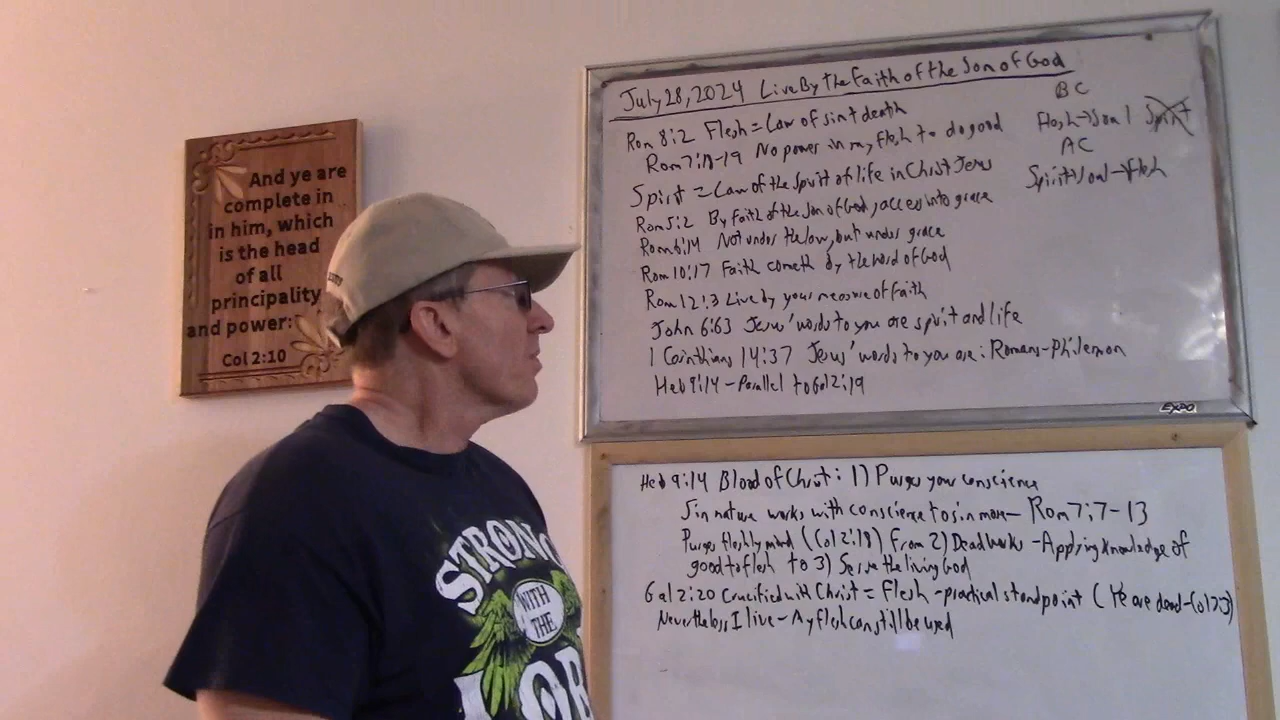 And ye are
complete in
in him, which
is the head
of all
principality
and power:
Col 2:10
STRONG
WITH
THE
LORD
July 28, 2024 Live By The Faith of the Son of God
Rom 8:2 Flesh = Law of sin + death
Rom 7:18-19 No power in my flesh to do good
Spirit = Law of the Spirit of life in Christ Jesus
Rom 5:2 By faith of the Son of God, access into grace
Rom 6:14 Not under the law, but under grace
Rom 10:17 Faith cometh by the word of God
Rom 12:3 Live by your measure of faith
John 6:63 Jesus' words to you are spirit and life
1 Corinthians 14:37 Jesus' words to you are: Romans-Philemon
Heb 9:14 - Parallel to Gal 2:19
BC
Flesh → Soul Spirit
AC
Spirit → Soul → Flesh
EXPO
Heb 9:14 Blood of Christ: 1) Purges your conscience
Sin nature works with conscience to sin more - Rom 7:7-13
Purges fleshly mind (Col 2:18) from 2) Dead works - Applying knowledge of
good to flesh to 3) Serve the living God
Gal 2:20 Crucified with Christ = Flesh - practical standpoint (Ye are dead - Col 3:3)
Nevertheless I live - My flesh can still be used